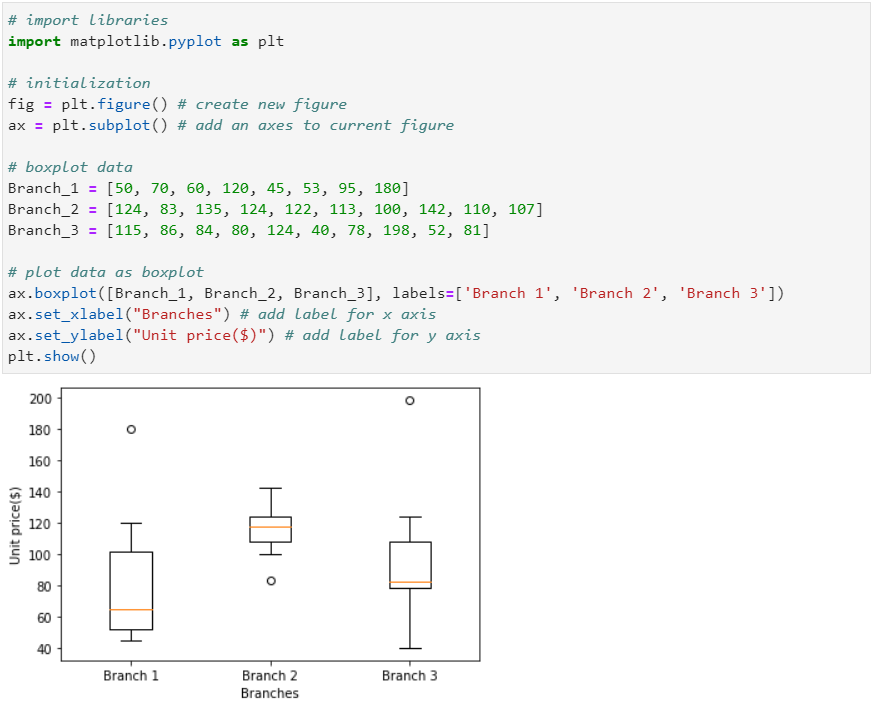 # import libraries
import matplotlib.pyplot as plt
# initialization
fig = plt.figure() # create new figure
ax = plt.subplot() # add an axes to current figure
# boxplot data
Branch_1 = [50, 70, 60, 120, 45, 53, 95, 180]
Branch_2 = [124, 83, 135, 124, 122, 113, 100, 142, 110, 107]
Branch_3 = [115, 86, 84, 80, 124, 40, 78, 198, 52, 81]
# plot data as boxplot
ax.boxplot([Branch_1, Branch_2, Branch_3], labels=['Branch 1', 'Branch 2', 'Branch 3'])
ax.set_xlabel("Branches") # add label for x axis
ax.set_ylabel("Unit price($)") # add label for y axis
plt.show()
200
180
160
140
120
100
80
60
40
Unit price($)
Branch 1 Branch 2 Branch 3
Branches